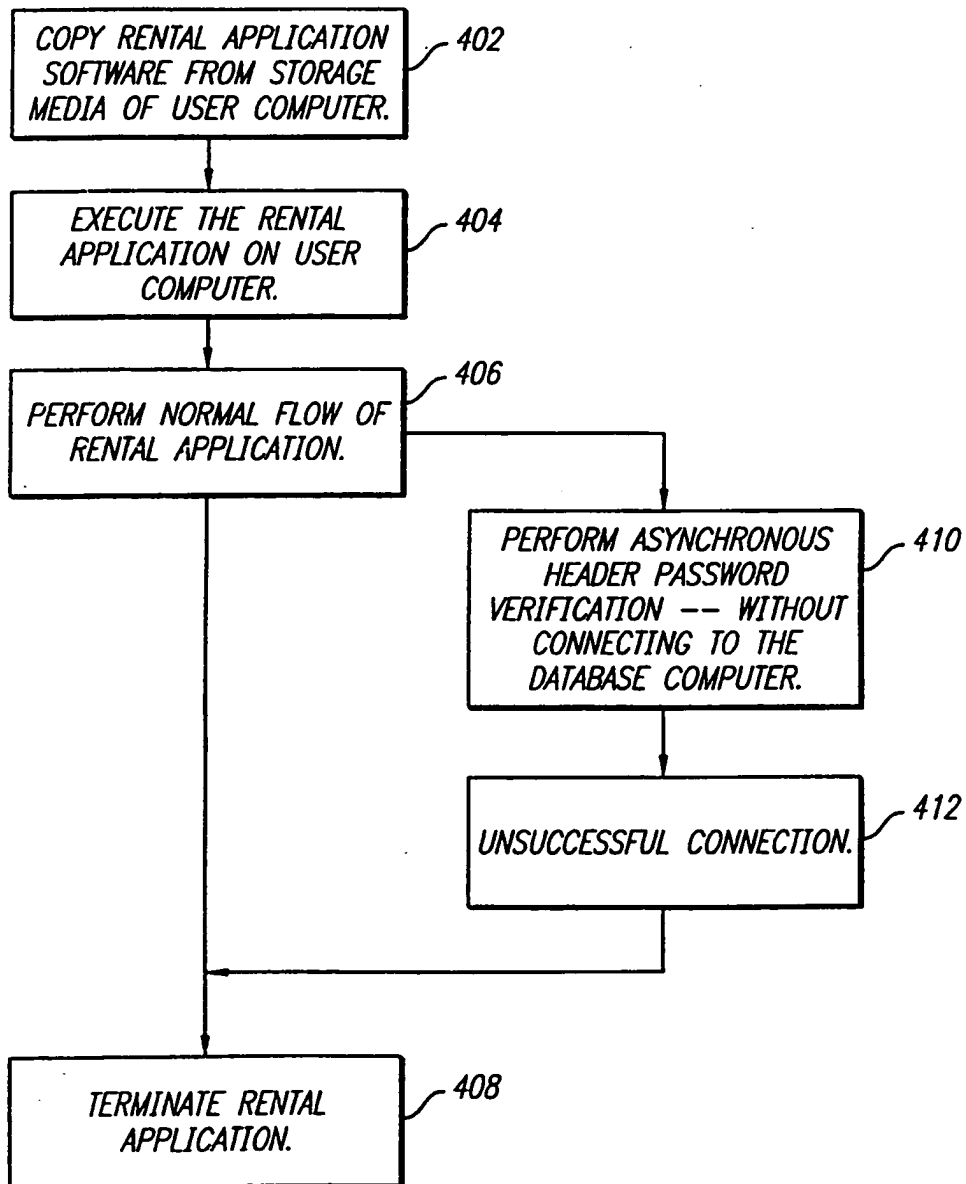 COPY RENTAL APPLICATION
SOFTWARE FROM STORAGE
MEDIA OF USER COMPUTER.
402
EXECUTE THE RENTAL
APPLICATION ON USER
COMPUTER.
404
PERFORM NORMAL FLOW OF
RENTAL APPLICATION.
406
PERFORM ASYNCHRONOUS
HEADER PASSWORD
VERIFICATION -- WITHOUT
CONNECTING TO THE
DATABASE COMPUTER.
410
UNSUCCESSFUL CONNECTION.
412
TERMINATE RENTAL
APPLICATION.
408